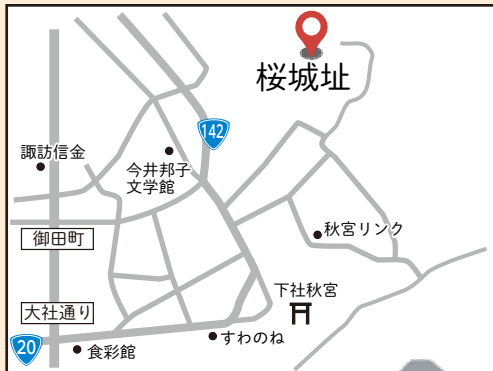 桜城址
142
諏訪信金
今井邦子
文学館
御田町
秋宮リンク
下社秋宮
大社通り
すわのね
20
食彩館